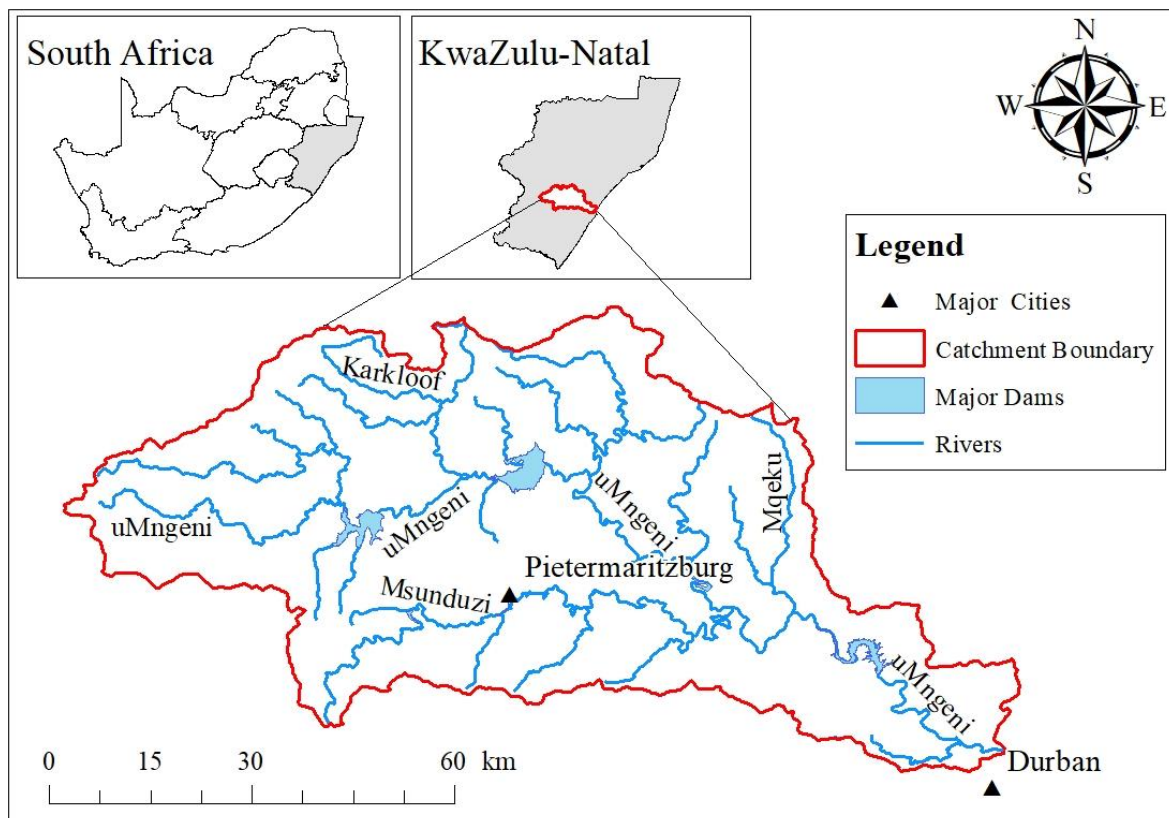 South Africa
KwaZulu-Natal
N
W
E
S
Legend
Major Cities
Catchment Boundary
Major Dams
Rivers
Karkloof
uMngeni
uMngeni
uMngeni
Mqeku
Pietermaritzburg
Msunduzi
uMngeni
Durban
0 15 30 60 km